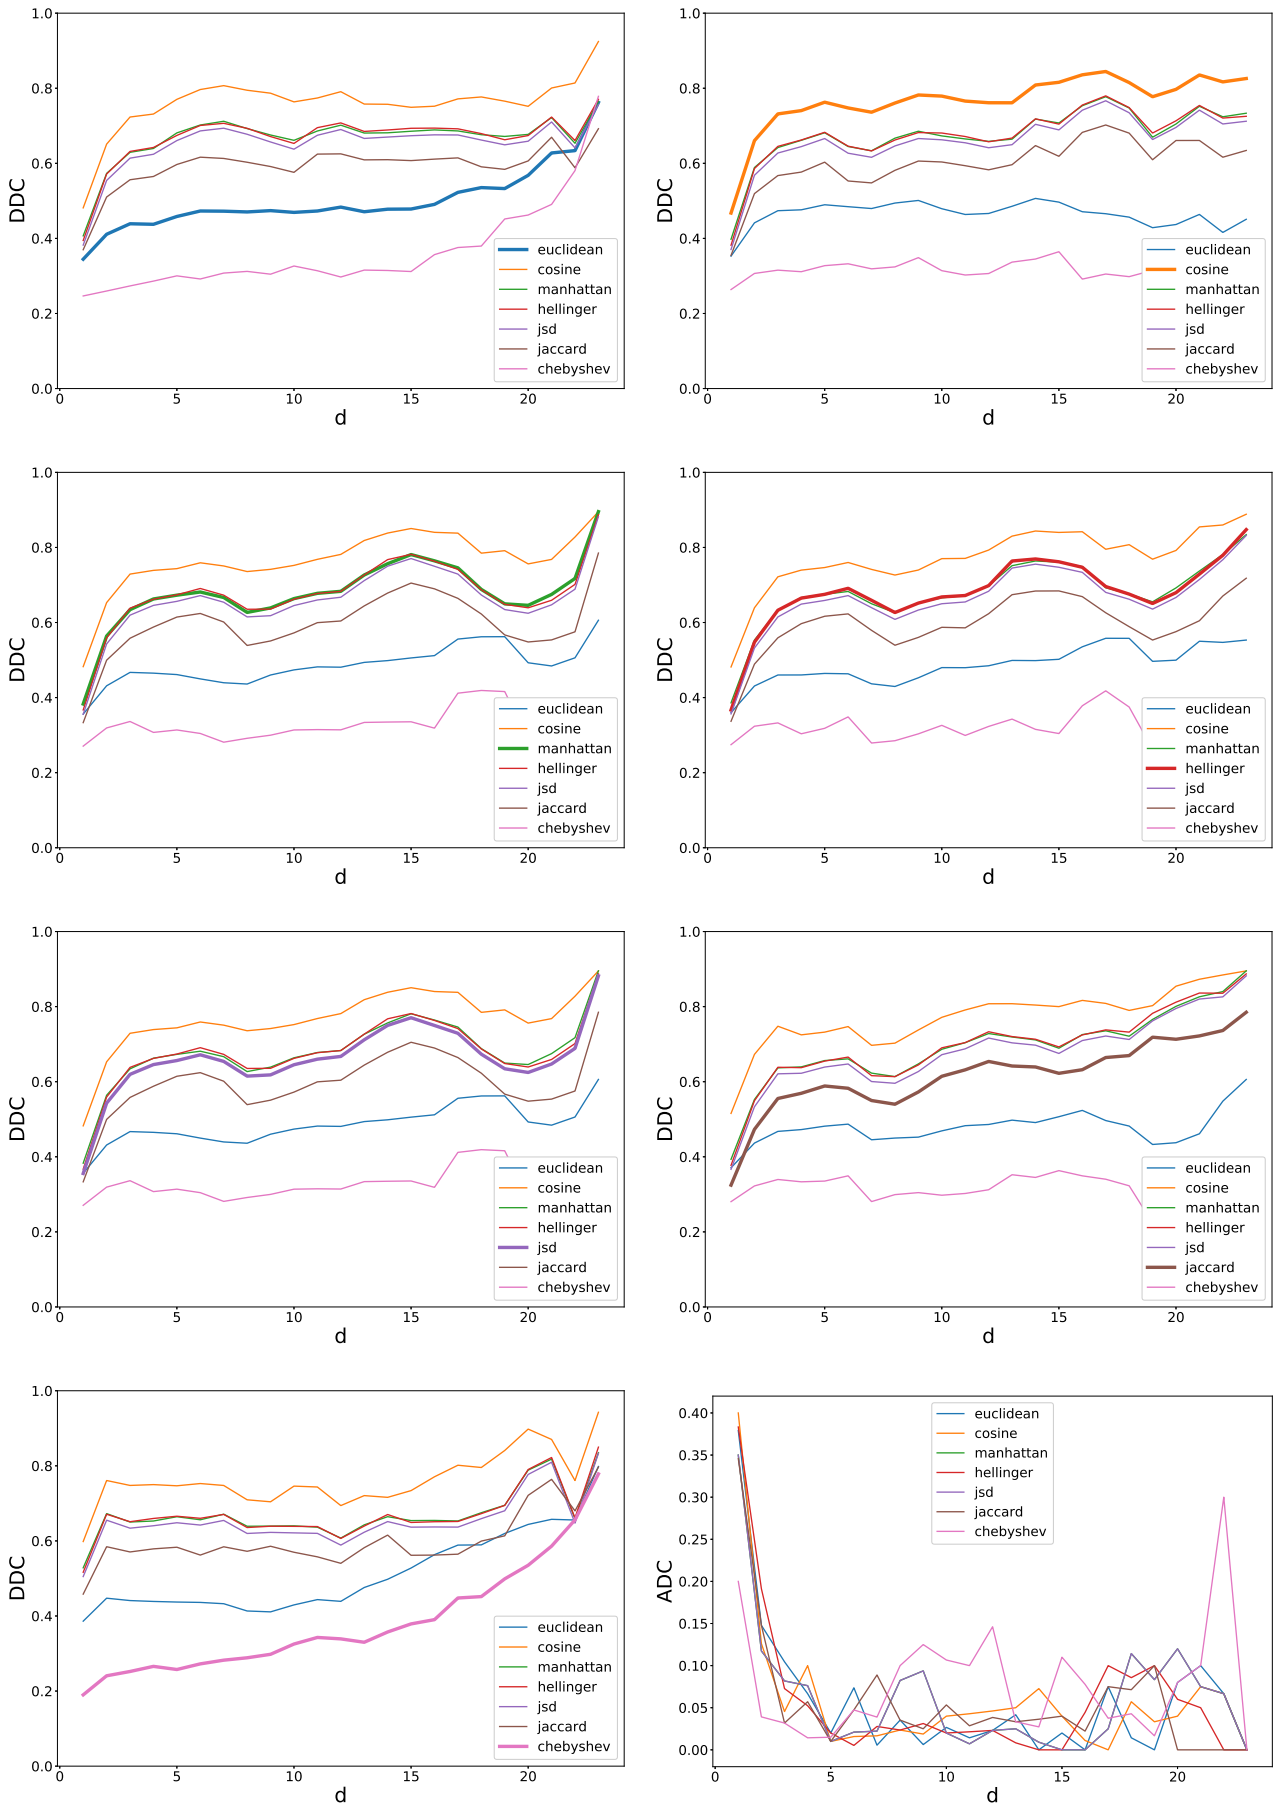 DDC
1.0
0.8
0.6
0.4
0.2
0.0
0 5 10 15 20
d
euclidean
cosine
manhattan
hellinger
jsd
jaccard
chebyshev
DDC
1.0
0.8
0.6
0.4
0.2
0.0
0 5 10 15 20
d
euclidean
cosine
manhattan
hellinger
jsd
jaccard
chebyshev
DDC
1.0
0.8
0.6
0.4
0.2
0.0
0 5 10 15 20
d
euclidean
cosine
manhattan
hellinger
jsd
jaccard
chebyshev
DDC
1.0
0.8
0.6
0.4
0.2
0.0
0 5 10 15 20
d
euclidean
cosine
manhattan
hellinger
jsd
jaccard
chebyshev
DDC
1.0
0.8
0.6
0.4
0.2
0.0
0 5 10 15 20
d
euclidean
cosine
manhattan
hellinger
jsd
jaccard
chebyshev
DDC
1.0
0.8
0.6
0.4
0.2
0.0
0 5 10 15 20
d
euclidean
cosine
manhattan
hellinger
jsd
jaccard
chebyshev
DDC
1.0
0.8
0.6
0.4
0.2
0.0
0 5 10 15 20
d
euclidean
cosine
manhattan
hellinger
jsd
jaccard
chebyshev
ADC
0.40
0.35
0.30
0.25
0.20
0.15
0.10
0.05
0.00
0 5 10 15 20
d
euclidean
cosine
manhattan
hellinger
jsd
jaccard
chebyshev